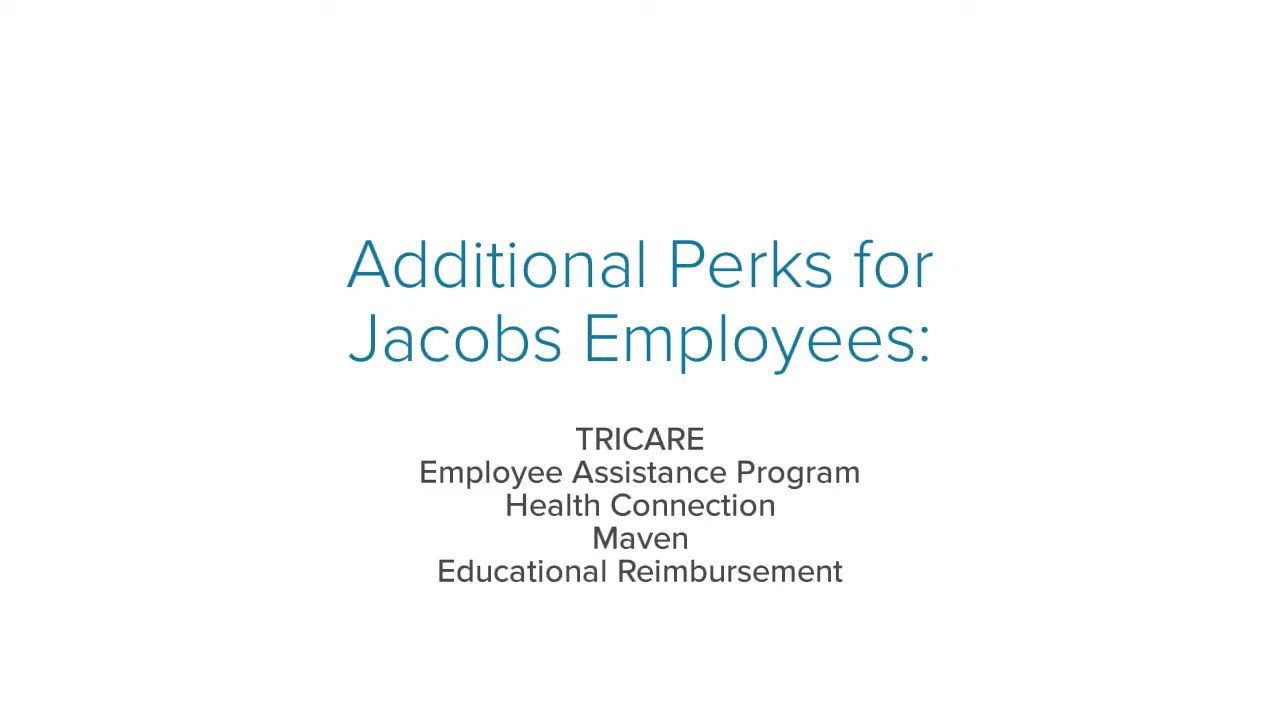 Additional Perks for
Jacobs Employees:
TRICARE
Employee Assistance Program
Health Connection
Maven
Educational Reimbursement